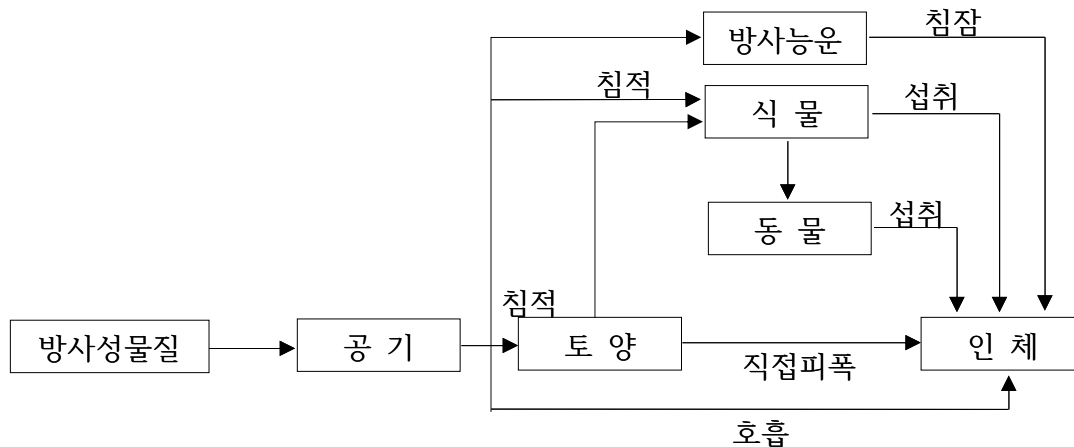 방사능운
침잠
침적
식 물
섭취
동 물
섭취
침적
방사성물질
공 기
토 양
인 체
직접피폭
호흡